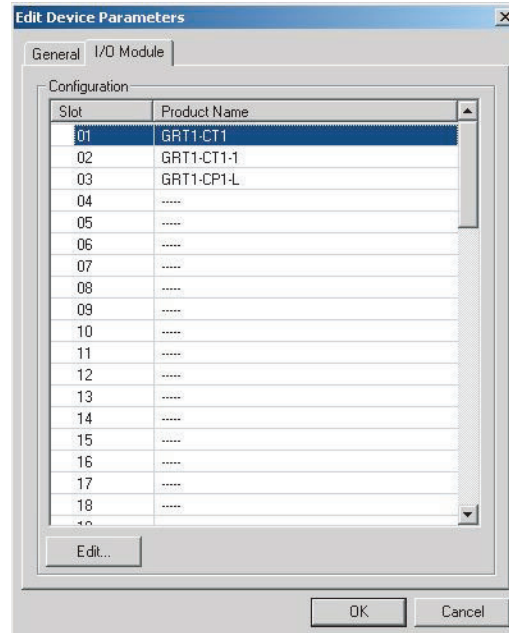 Edit Device Parameters
General I/O Module
Configuration
Slot Product Name
01 GRT1-CT1
02 GRT1-CT1-1
03 GRT1-CP1-L
04 -----
05 -----
06 -----
07 -----
08 -----
09 -----
10 -----
11 -----
12 -----
13 -----
14 -----
15 -----
16 -----
17 -----
18 -----
Edit...
OK Cancel